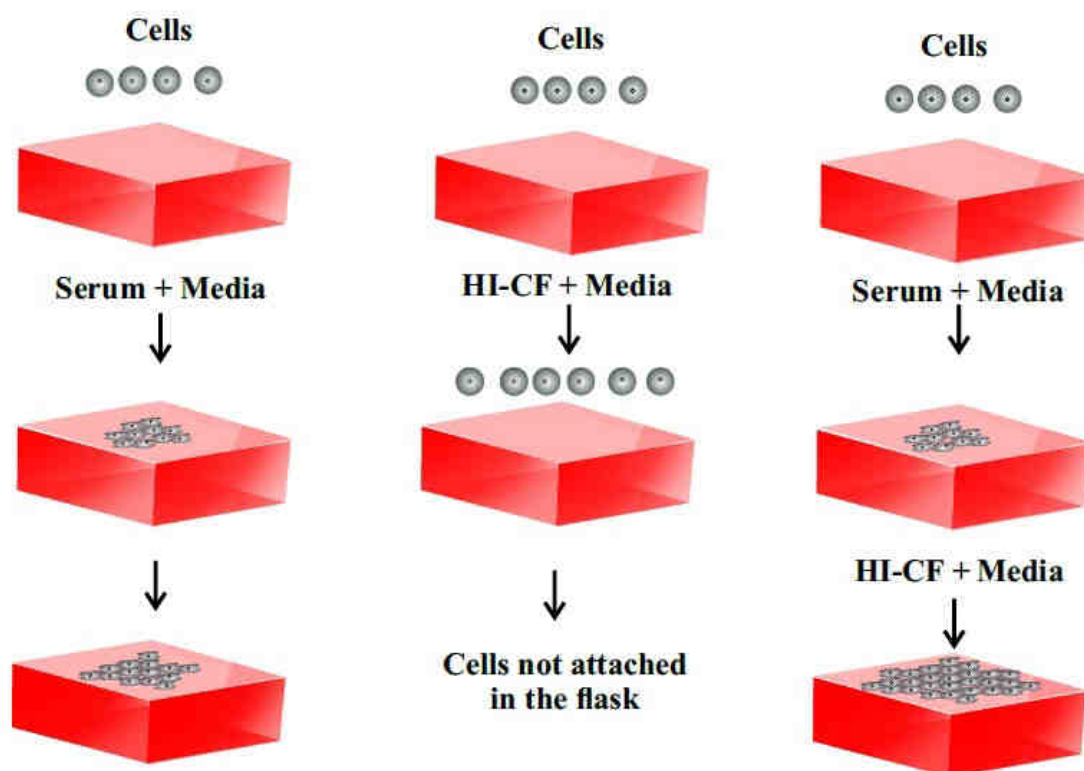 Cells
Serum + Media
Cells
HI-CF + Media
Cells not attached
in the flask
Cells
Serum + Media
HI-CF + Media